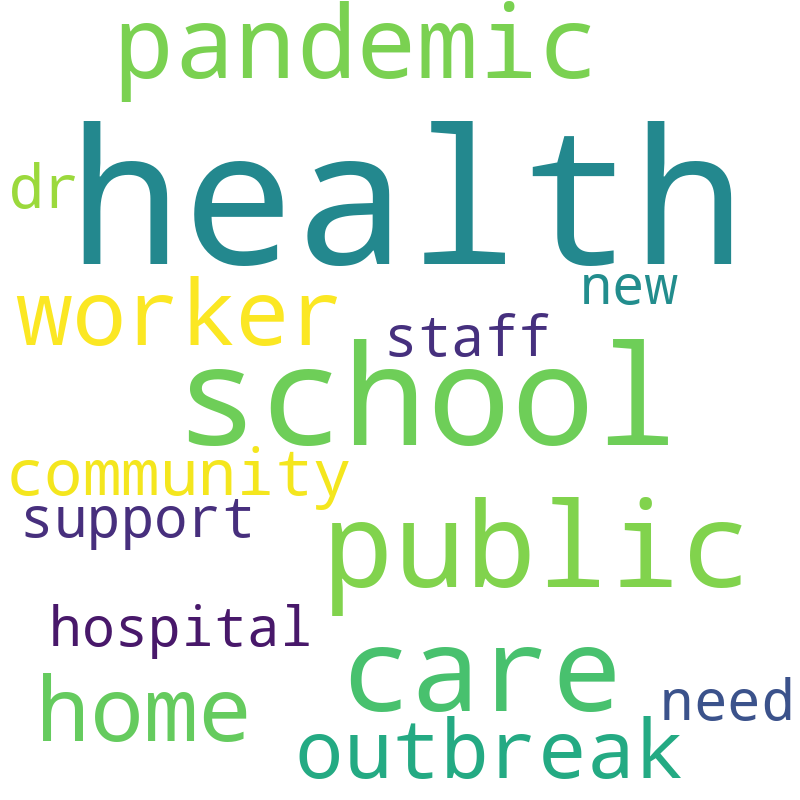 pandemic
health
dr
new
worker
staff
school
community
support
public
hospital
care
home
need
outbreak